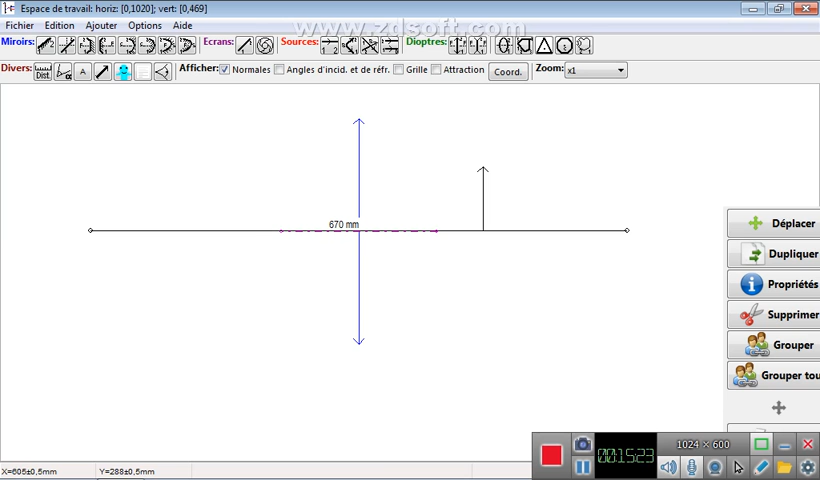 Espace de travail: horiz: [0,1020]; vert: [0,469]
www.zdsoft.com
Fichier Edition Ajouter Options Aide
Miroirs: Ecrans: Sources: Dioptres:
Divers: Dist. A Afficher: Normales Angles d'incid. et de réfr. Grille Attraction Coord. Zoom: x1
670 mm
Déplacer
Dupliquer
Propriétés
Supprimer
Grouper
Grouper tou
00:15:23
1024 × 600
X=605±0,5mm Y=288±0,5mm